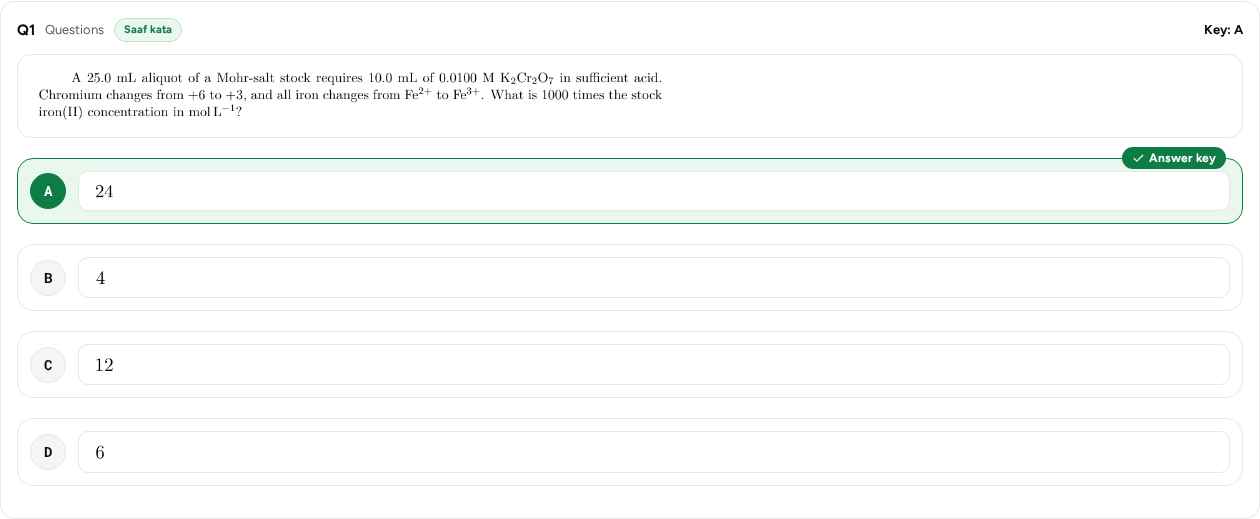 Q1 Questions Saaf kata Key: A
A 25.0 mL aliquot of a Mohr-salt stock requires 10.0 mL of 0.0100 M K₂Cr₂O₇ in sufficient acid.
Chromium changes from +6 to +3, and all iron changes from Fe²⁺ to Fe³⁺. What is 1000 times the stock
iron(II) concentration in mol L⁻¹?
✓ Answer key
A 24
B 4
C 12
D 6